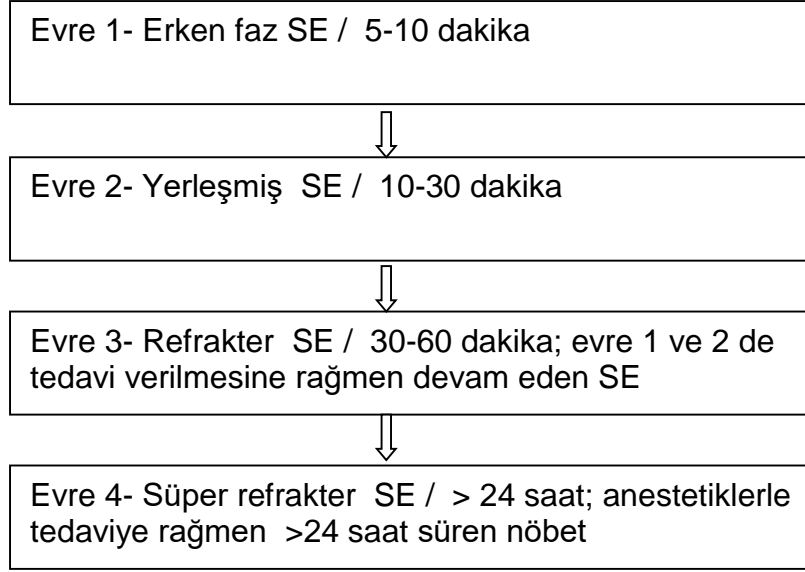 Evre 1- Erken faz SE / 5-10 dakika
Evre 2- Yerleşmiş SE / 10-30 dakika
Evre 3- Refrakter SE / 30-60 dakika; evre 1 ve 2 de
tedavi verilmesine rağmen devam eden SE
Evre 4- Süper refrakter SE / > 24 saat; anestetiklerle
tedaviye rağmen >24 saat süren nöbet